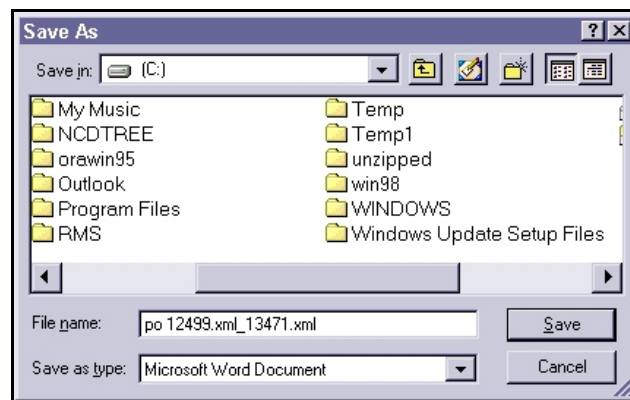 Save As
Save in: (C:)
My Music
NCDTREE
orawin95
Outlook
Program Files
RMS
Temp
Temp1
unzipped
win98
WINDOWS
Windows Update Setup Files
File name: po 12499.xml_13471.xml
Save
Save as type: Microsoft Word Document
Cancel